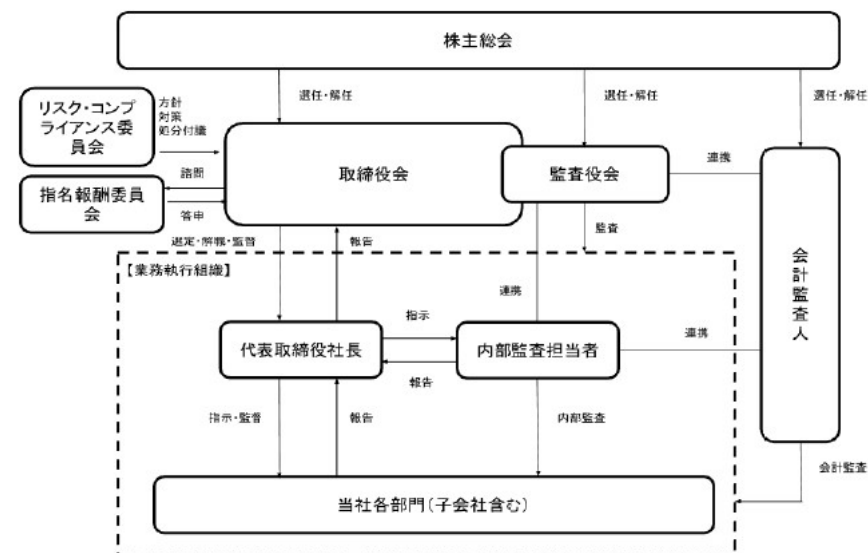 株主総会
選任・解任
選任・解任
選任・解任
リスク・コンプ
ライアンス委
員会
方針
対策
処分付議
取締役会
監査役会
連携
諮問
指名報酬委員
会
答申
選定・解職・監督
報告
監査
会計監査人
【業務執行組織】
連携
代表取締役社長
指示
報告
内部監査担当者
連携
指示・監督
報告
内部監査
会計監査
当社各部門(子会社含む)